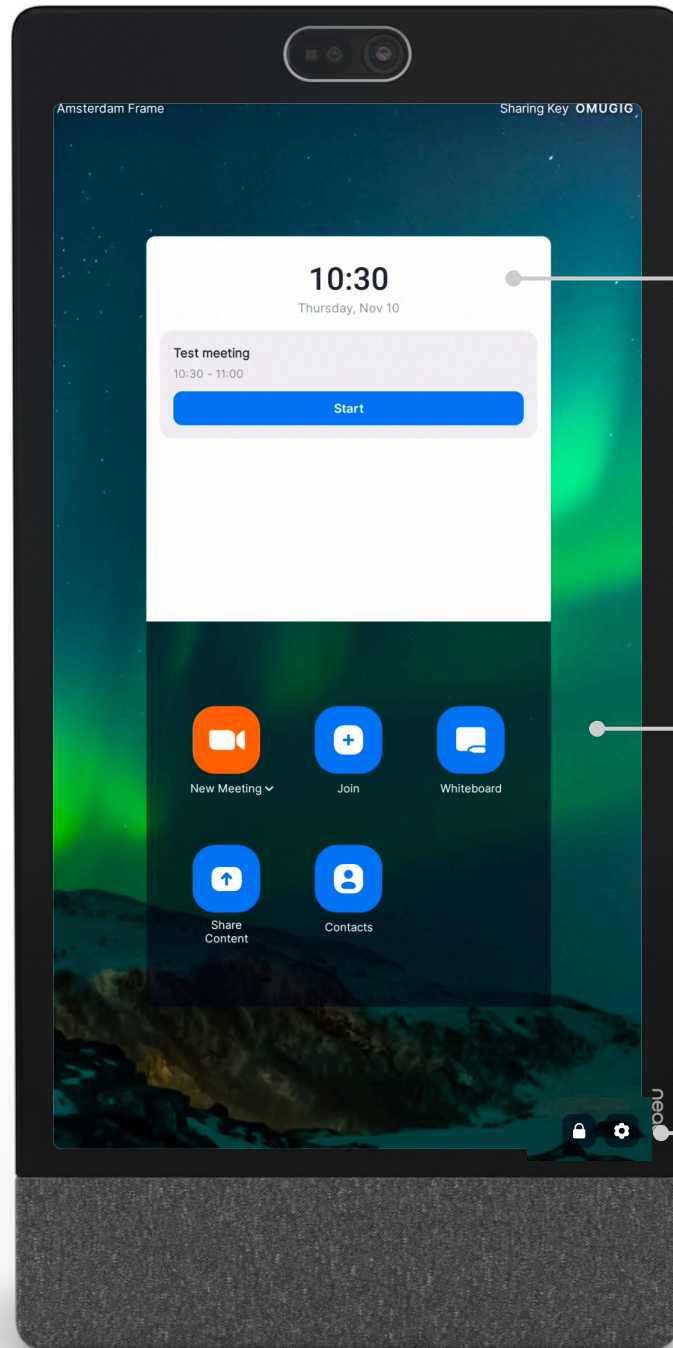 Amsterdam Frame
Sharing Key OMUGIG
10:30
Thursday, Nov 10
Test meeting
10:30 - 11:00
Start
New Meeting
Join
Whiteboard
Share
Content
Contacts